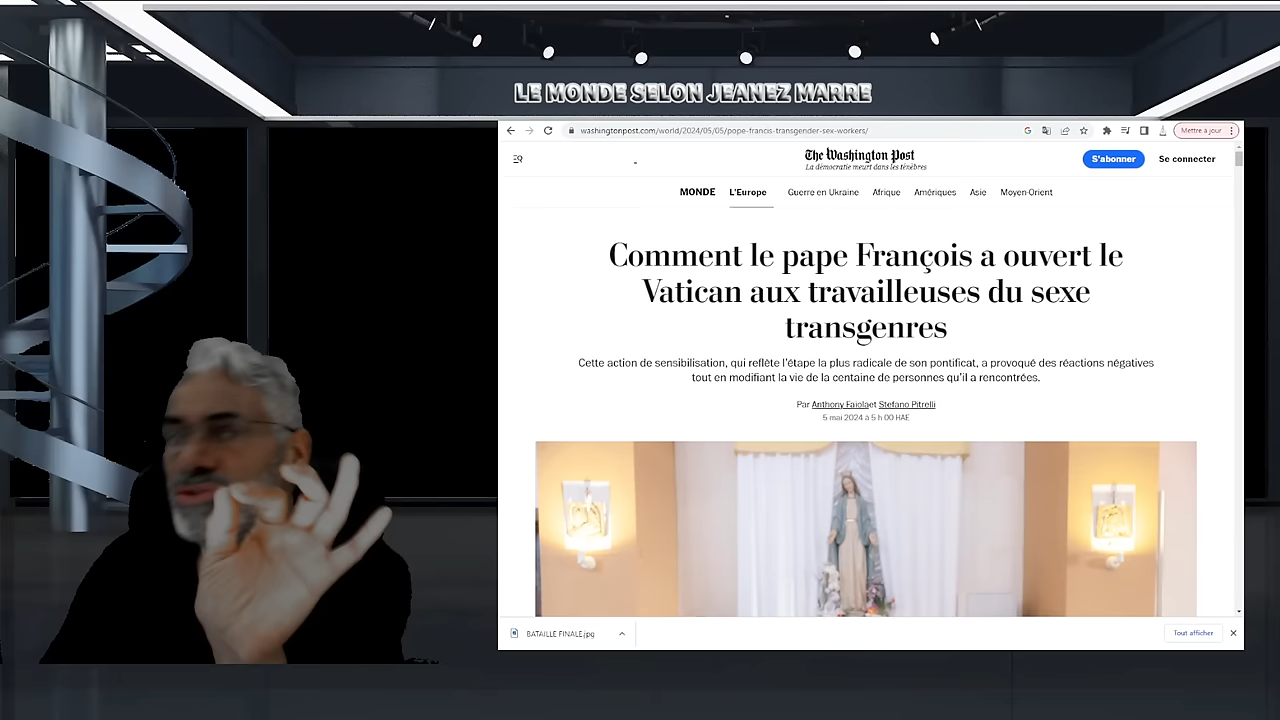 LE MONDE SELON JEANEZ MARRE
washingtonpost.com/world/2024/05/05/pope-francis-transgender-sex-workers/
Mettre à jour
The Washington Post
La démocratie meurt dans les ténèbres
S'abonner
Se connecter
MONDE L'Europe Guerre en Ukraine Afrique Amériques Asie Moyen-Orient
Comment le pape François a ouvert le
Vatican aux travailleuses du sexe
transgenres
Cette action de sensibilisation, qui reflète l'étape la plus radicale de son pontificat, a provoqué des réactions négatives
tout en modifiant la vie de la centaine de personnes qu'il a rencontrées.
Par Anthony Faiolaet Stefano Pitrelli
5 mai 2024 à 5 h 00 HAE
BATAILLE FINALE.jpg
Tout afficher